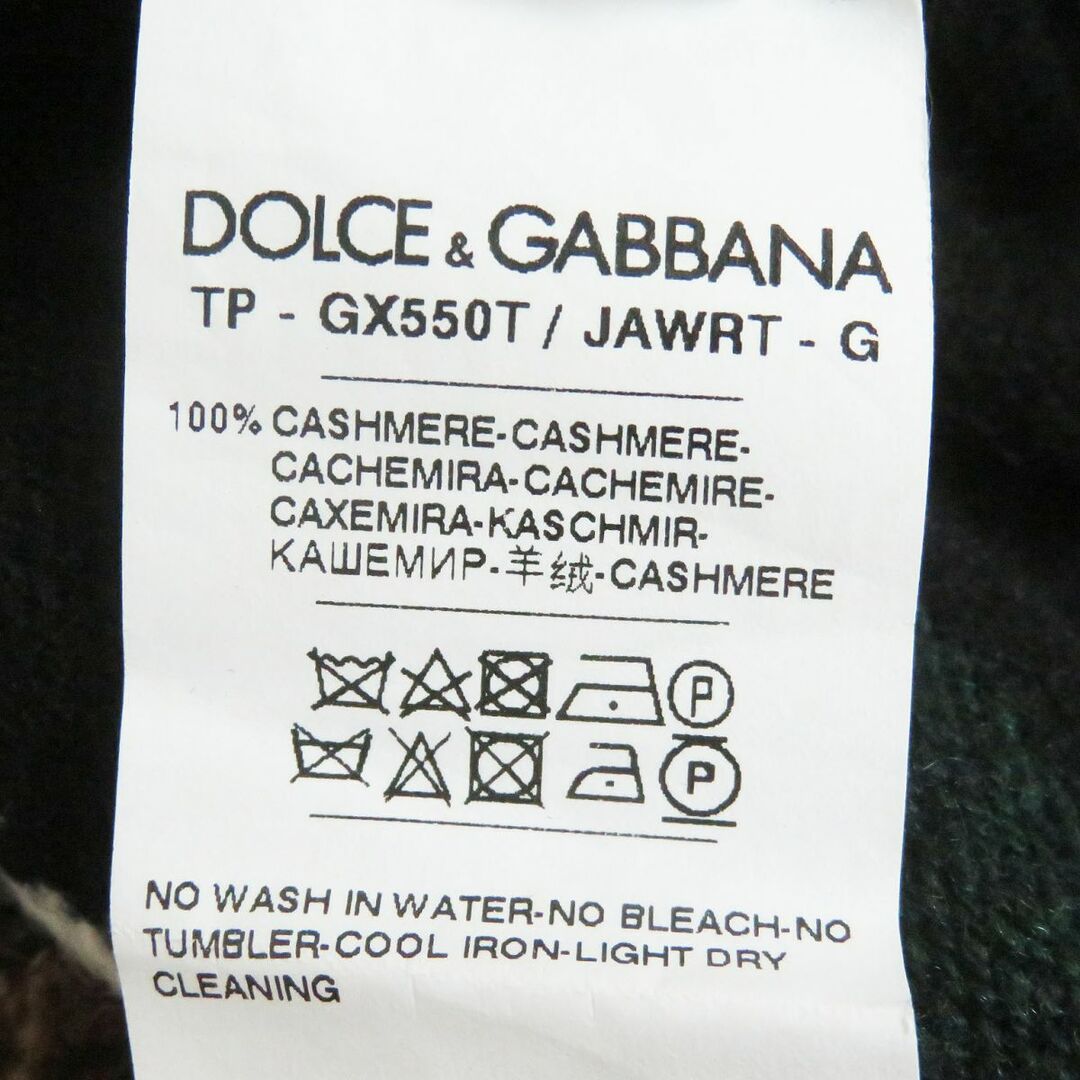 DOLCE & GABBANA
TP - GX550T / JAWRT - G
100% CASHMERE-CASHMERE-
CACHEMIRA-CACHEMIRE-
CAXEMIRA-KASCHMIR-
КАШЕМИР-羊绒-CASHMERE
P
P
NO WASH IN WATER-NO BLEACH-NO
TUMBLER-COOL IRON-LIGHT DRY
CLEANING